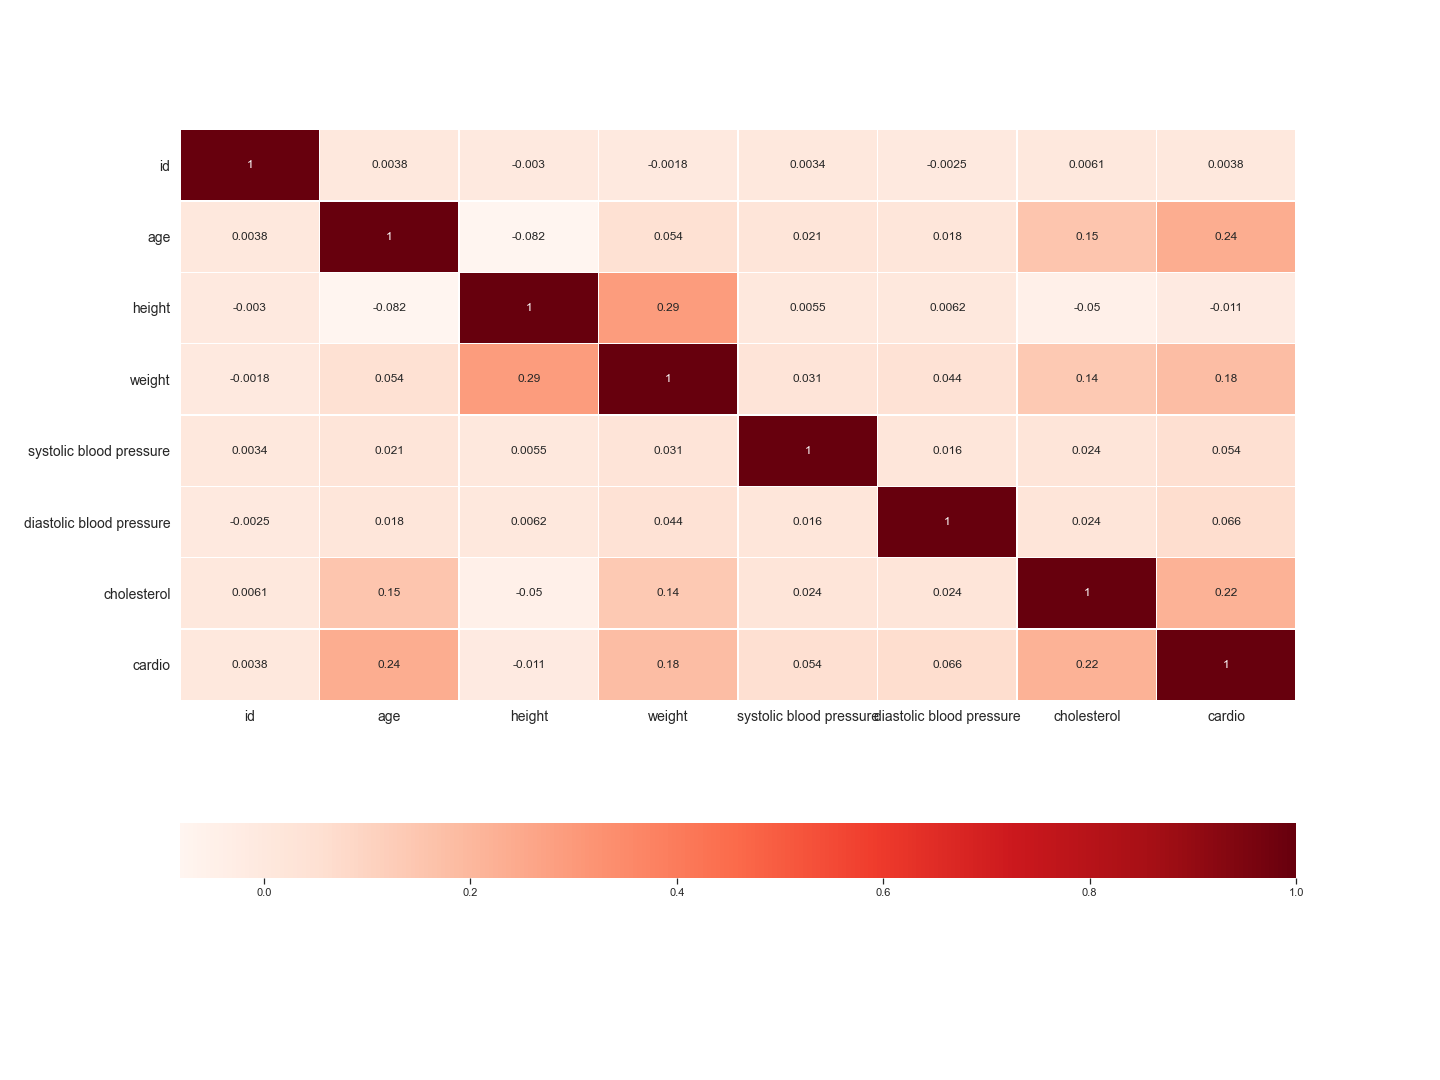 id 1 0.0038 -0.003 -0.0018 0.0034 -0.0025 0.0061 0.0038
age 0.0038 1 -0.082 0.054 0.021 0.018 0.15 0.24
height -0.003 -0.082 1 0.29 0.0055 0.0062 -0.05 -0.011
weight -0.0018 0.054 0.29 1 0.031 0.044 0.14 0.18
systolic blood pressure 0.0034 0.021 0.0055 0.031 1 0.016 0.024 0.054
diastolic blood pressure -0.0025 0.018 0.0062 0.044 0.016 1 0.024 0.066
cholesterol 0.0061 0.15 -0.05 0.14 0.024 0.024 1 0.22
cardio 0.0038 0.24 -0.011 0.18 0.054 0.066 0.22 1
id age height weight systolic blood pressure diastolic blood pressure cholesterol cardio
0.0 0.2 0.4 0.6 0.8 1.0